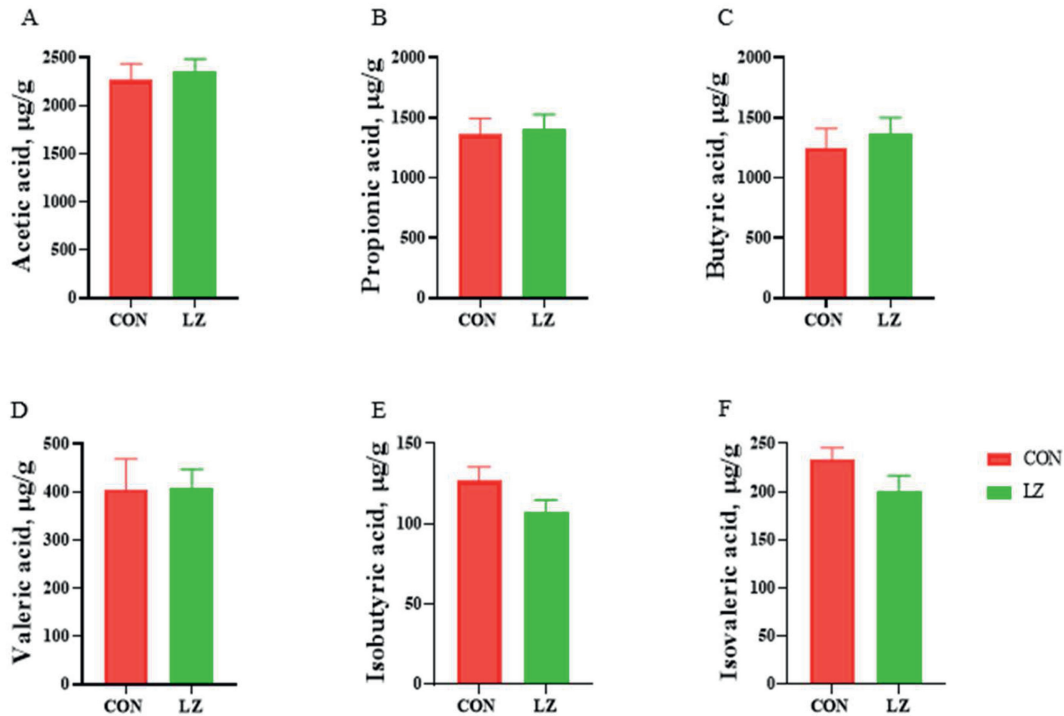 A
Acetic acid, µg/g
2500
2000
1500
1000
500
0
CON LZ
B
Propionic acid, µg/g
2000
1500
1000
500
0
CON LZ
C
Butyric acid, µg/g
2000
1500
1000
500
0
CON LZ
D
Valeric acid, µg/g
500
400
300
200
100
0
CON LZ
E
Isobutyric acid, µg/g
150
100
50
0
CON LZ
F
Isovaleric acid, µg/g
250
200
150
100
50
0
CON LZ
CON
LZ